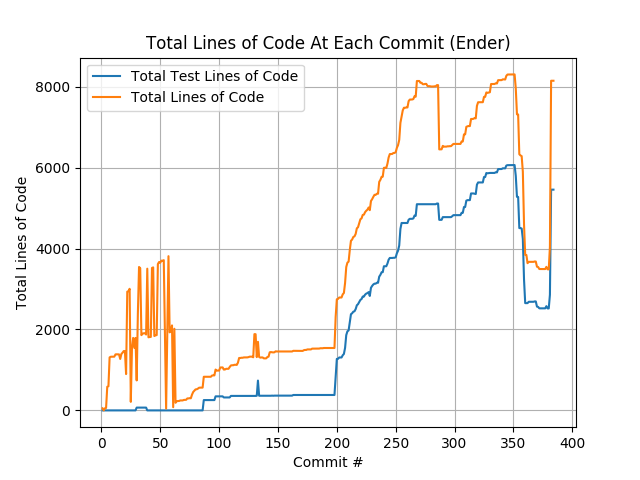 Total Lines of Code At Each Commit (Ender)
Total Test Lines of Code
Total Lines of Code
Total Lines of Code
8000
6000
4000
2000
0
0 50 100 150 200 250 300 350 400
Commit #